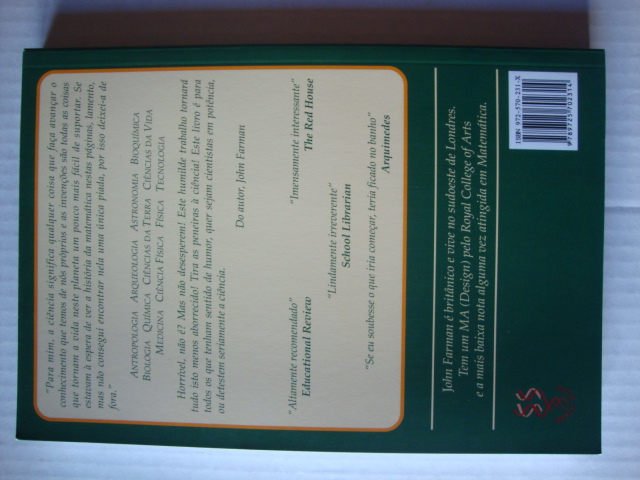 "Para mim, a ciência significa qualquer coisa que faça avançar o
conhecimento que temos de nós próprios e as invenções são todas as coisas
que tornam a vida neste planeta um pouco mais fácil de suportar. Se
estavam à espera de ver a história da matemática nestas páginas, lamento,
mas não consegui encontrar nela uma única piada, por isso deixei-a de
fora."
ANTROPOLOGIA ARQUEOLOGIA ASTRONOMIA BIOQUÍMICA
BIOLOGIA QUÍMICA CIÊNCIAS DA TERRA CIÊNCIAS DA VIDA
MEDICINA CIÊNCIA FÍSICA FÍSICA TECNOLOGIA
Horrível, não é? Mas não desesperem! Este humilde trabalho tornará
tudo isto menos aborrecido! Tira as peneiras à ciência! Este livro é para
todos os que tenham sentido de humor, quer sejam cientistas em potência,
ou detestem seriamente a ciência.
Do autor, John Farman
"Imensamente interessante"
The Red House
"Lindamente irreverente"
School Librarian
"Altamente recomendado"
Educational Review
"Se eu soubesse o que iria começar, teria ficado no banho"
Arquimedes
John Farman é britânico e vive no sudoeste de Londres.
Tem um MA (Design) pelo Royal College of Arts
e a mais baixa nota alguma vez atingida em Matemática.
ISBN 972-570-231-X
9 789725 702314